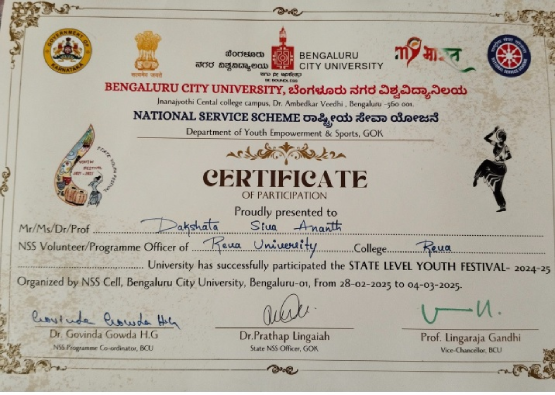 ಬೆಂಗಳೂರು
ನಗರ ವಿಶ್ವವಿದ್ಯಾಲಯ
BENGALURU
CITY UNIVERSITY
BENGALURU CITY UNIVERSITY, ಬೆಂಗಳೂರು ನಗರ ವಿಶ್ವವಿದ್ಯಾನಿಲಯ
Jnanajyothi Cental college campus, Dr. Ambedkar Veedhi, Bengaluru -560 001.
NATIONAL SERVICE SCHEME ರಾಷ್ಟ್ರೀಯ ಸೇವಾ ಯೋಜನೆ
Department of Youth Empowerment & Sports, GOK
CERTIFICATE
OF PARTICIPATION
Proudly presented to
Mr/Ms/Dr/Prof Dakshata Siva Ananth
NSS Volunteer/Programme Officer of Reva University College Reva
University has successfully participated the STATE LEVEL YOUTH FESTIVAL- 2024-25
Organized by NSS Cell, Bengaluru City University, Bengaluru-01, From 28-02-2025 to 04-03-2025.
Govinda Gowda H.G
Dr. Govinda Gowda H.G Dr.Prathap Lingaiah Prof. Lingaraja Gandhi
NSS Programme Co-ordinator, BCU State NSS Officer, GOK Vice-Chancellor, BCU